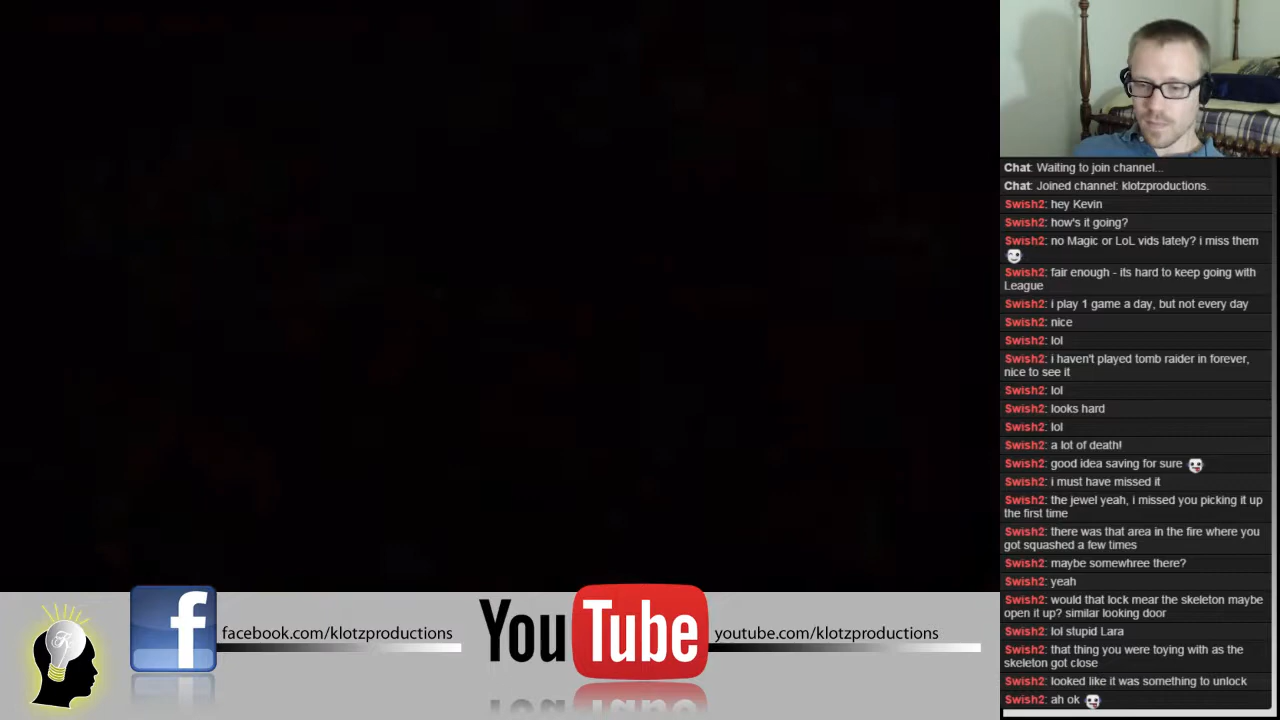 Chat: Waiting to join channel...
Chat: Joined channel: klotzproductions.
Swish2: hey Kevin
Swish2: how's it going?
Swish2: no Magic or LoL vids lately? i miss them
Swish2: fair enough - its hard to keep going with
League
Swish2: i play 1 game a day, but not every day
Swish2: nice
Swish2: lol
Swish2: i haven't played tomb raider in forever,
nice to see it
Swish2: lol
Swish2: looks hard
Swish2: lol
Swish2: a lot of death!
Swish2: good idea saving for sure
Swish2: i must have missed it
Swish2: the jewel yeah, i missed you picking it up
the first time
Swish2: there was that area in the fire where you
got squashed a few times
Swish2: maybe somewhree there?
Swish2: yeah
Swish2: would that lock mear the skeleton maybe
open it up? similar looking door
Swish2: lol stupid Lara
Swish2: that thing you were toying with as the
skeleton got close
Swish2: looked like it was something to unlock
Swish2: ah ok
f
facebook.com/klotzproductions
YouTube
youtube.com/klotzproductions